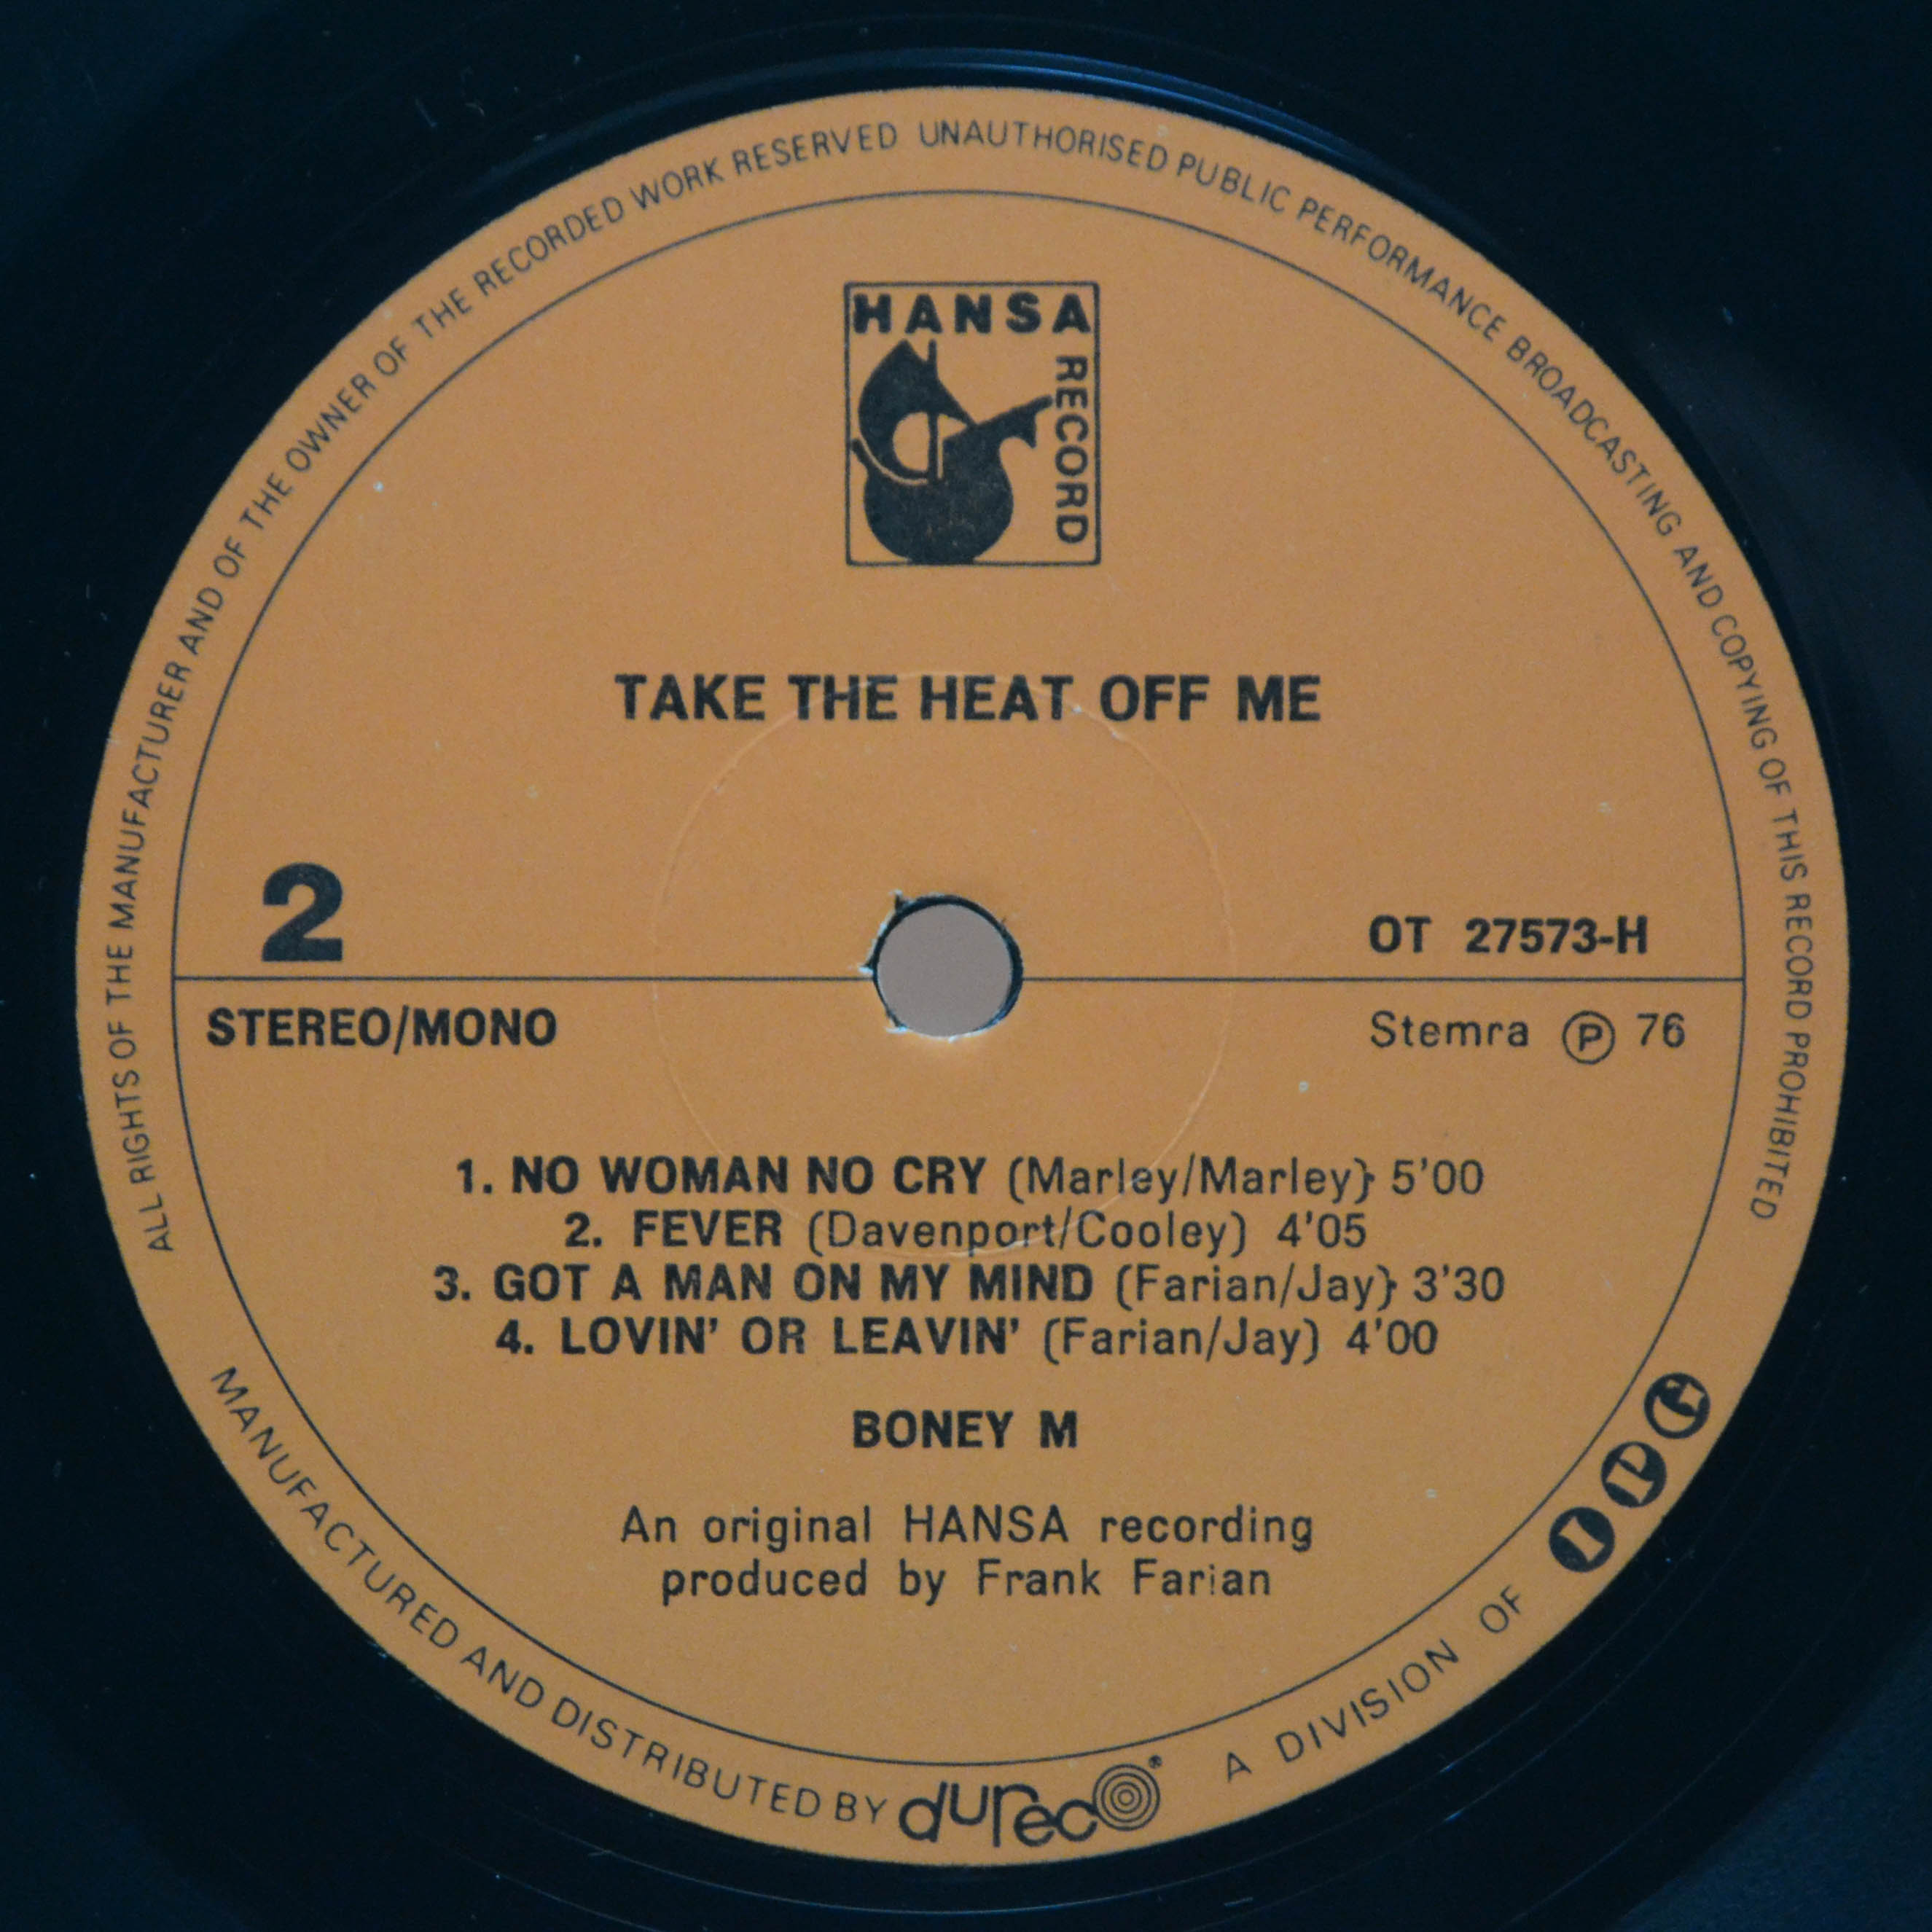 ALL RIGHTS OF THE MANUFACTURER AND OF THE OWNER OF THE RECORDED WORK RESERVED UNAUTHORISED PUBLIC PERFORMANCE BROADCASTING AND COPYING OF THIS RECORD PROHIBITED
HANSA
RECORD
TAKE THE HEAT OFF ME
2
OT 27573-H
STEREO/MONO
Stemra Ⓟ 76
1. NO WOMAN NO CRY (Marley/Marley} 5'00
2. FEVER (Davenport/Cooley) 4'05
3. GOT A MAN ON MY MIND (Farian/Jay} 3'30
4. LOVIN' OR LEAVIN' (Farian/Jay) 4'00
BONEY M
An original HANSA recording
produced by Frank Farian
MANUFACTURED AND DISTRIBUTED BY dureco® A DIVISION OF IPG